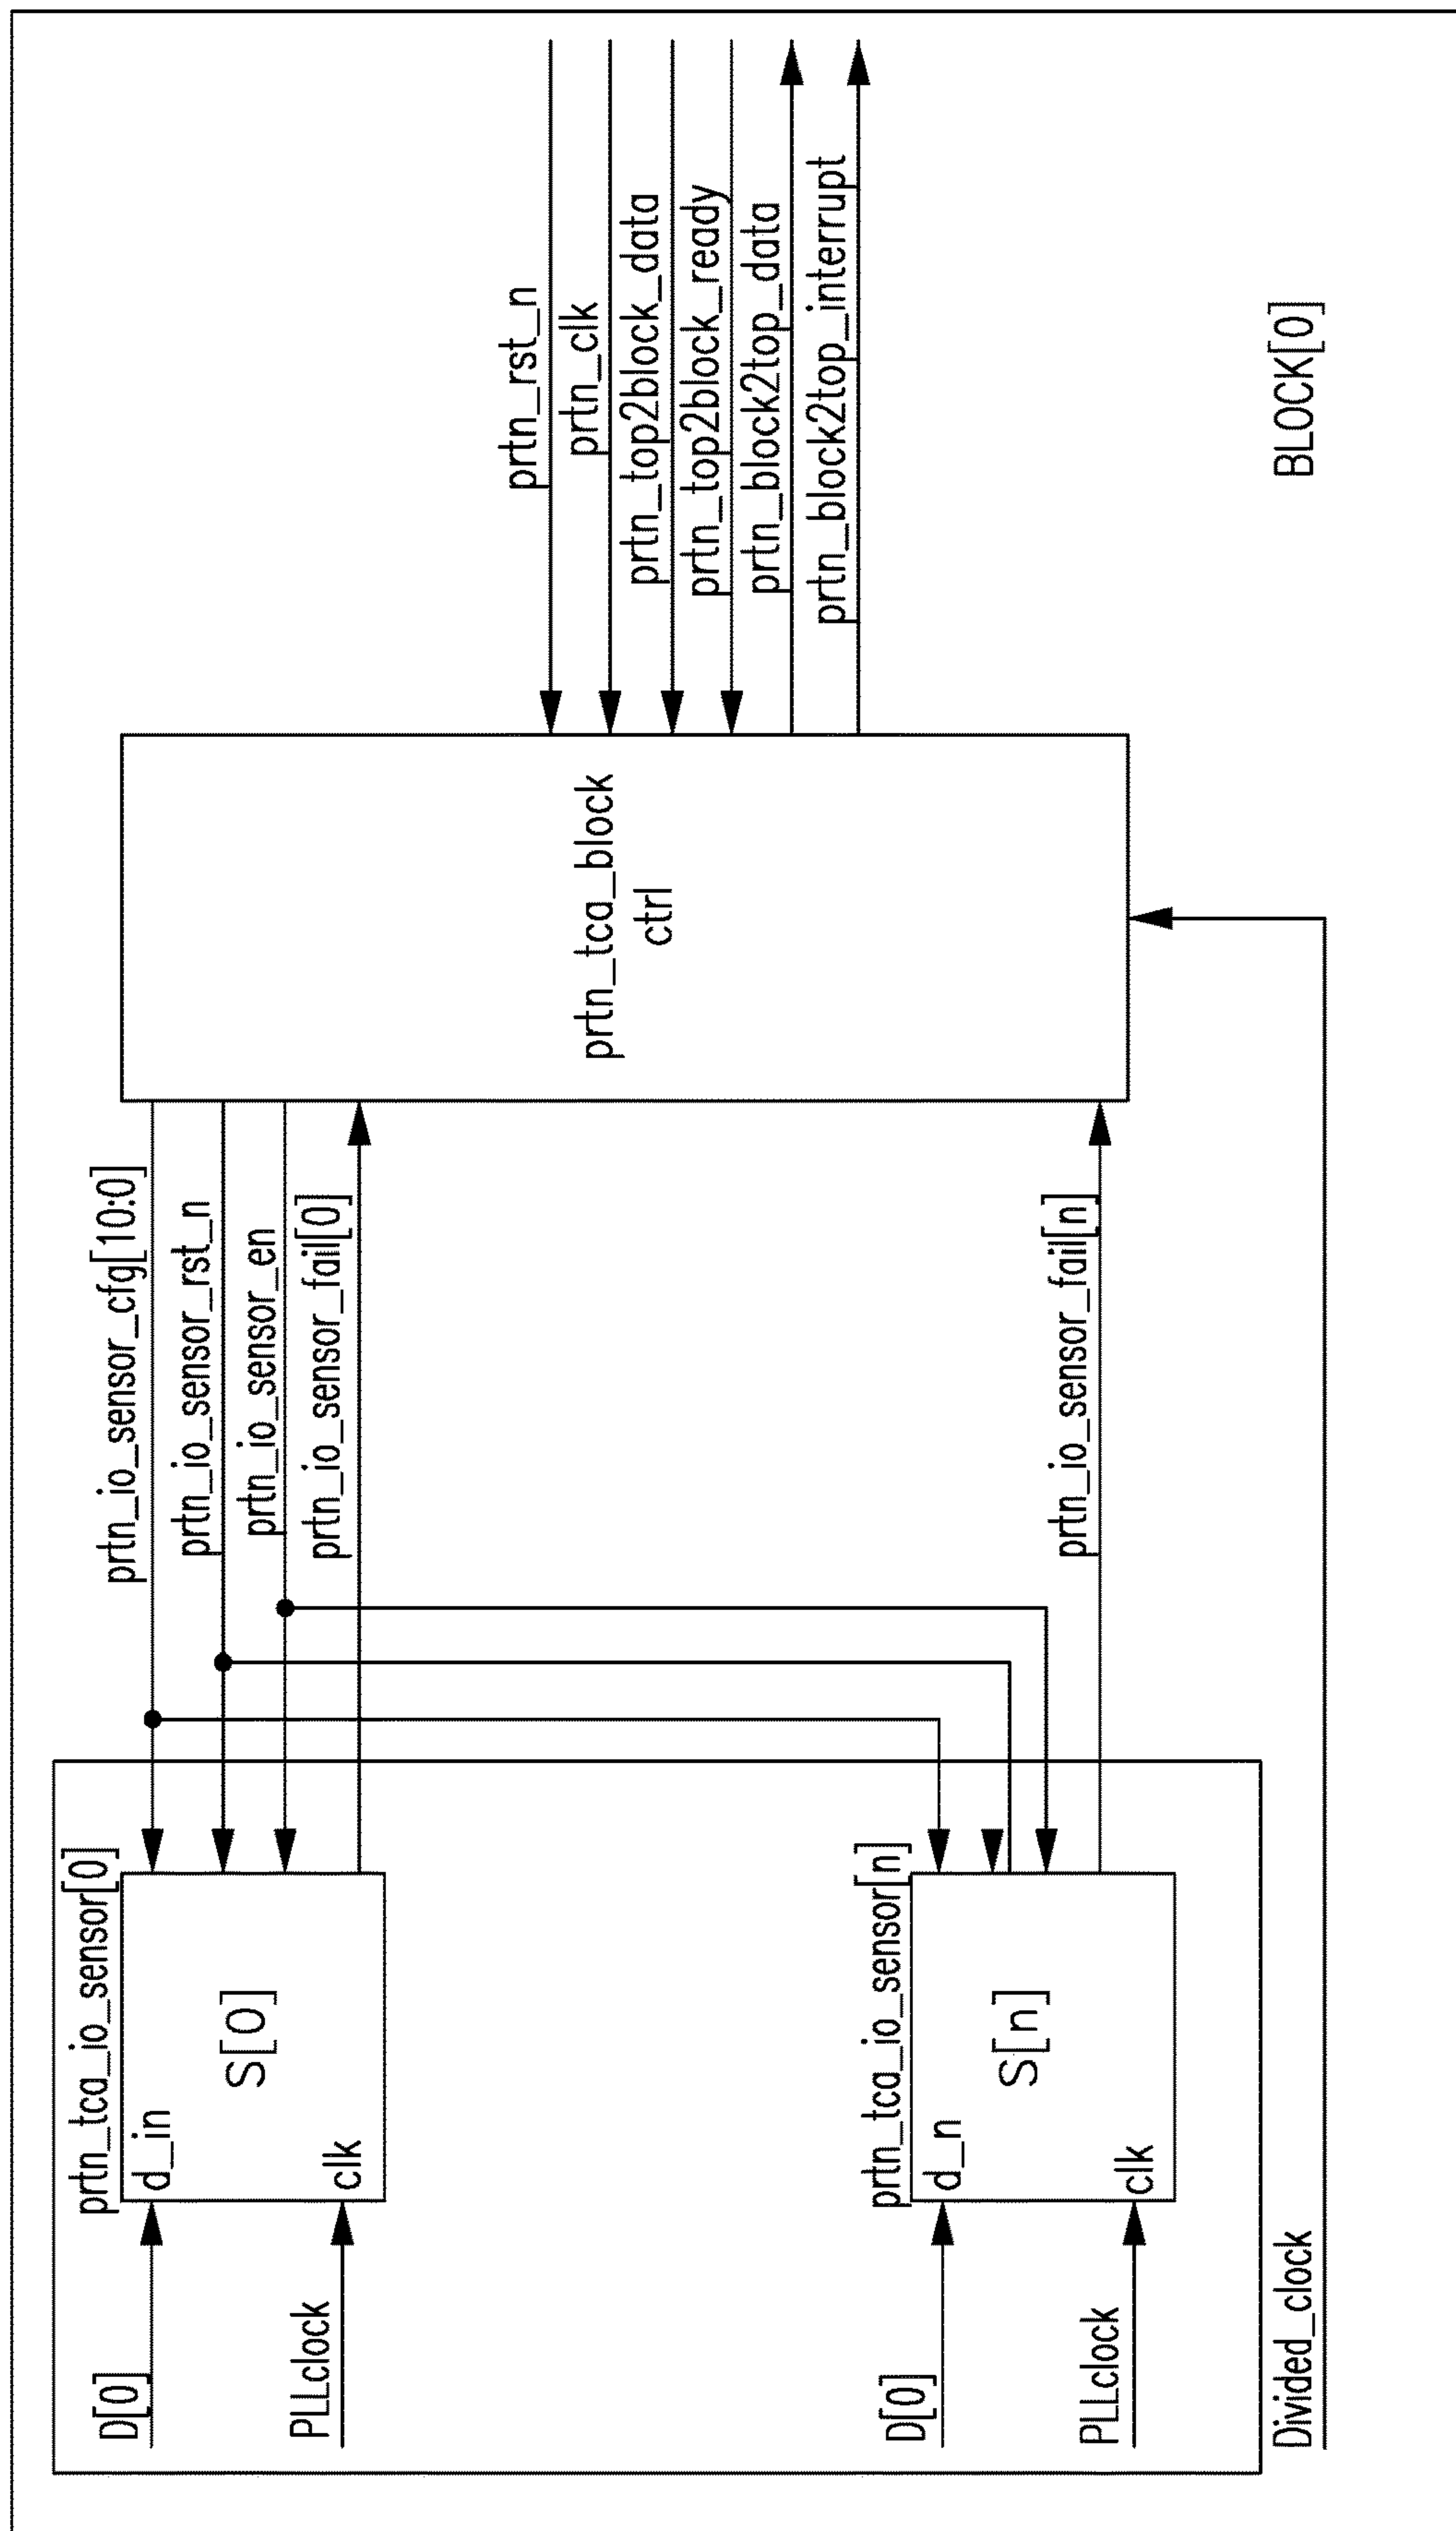 prtn_tca_io_sensor[0]
D[0]
d_in
S[0]
PLLclock
clk
prtn_io_sensor_cfg[10:0]
prtn_io_sensor_rst_n
prtn_io_sensor_en
prtn_io_sensor_fail[0]
prtn_tca_io_sensor[n]
D[0]
d_n
S[n]
PLLclock
clk
prtn_io_sensor_fail[n]
prtn_tca_block
ctrl
prtn_rst_n
prtn_clk
prtn_top2block_data
prtn_top2block_ready
prtn_block2top_data
prtn_block2top_interrupt
Divided_clock
BLOCK[0]